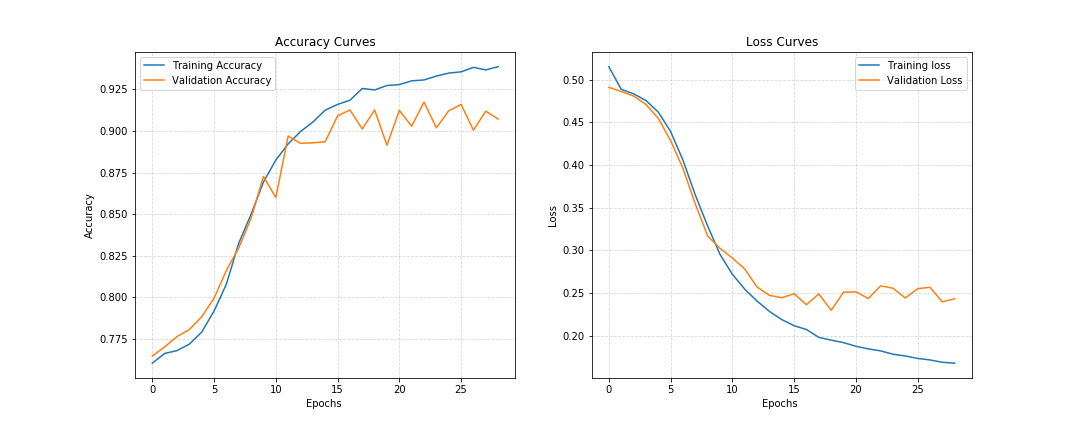 Accuracy Curves
Training Accuracy
Validation Accuracy
0.925
0.900
0.875
0.850
0.825
0.800
0.775
Accuracy
0 5 10 15 20 25
Epochs
Loss Curves
Training loss
Validation Loss
0.50
0.45
0.40
0.35
0.30
0.25
0.20
Loss
0 5 10 15 20 25
Epochs